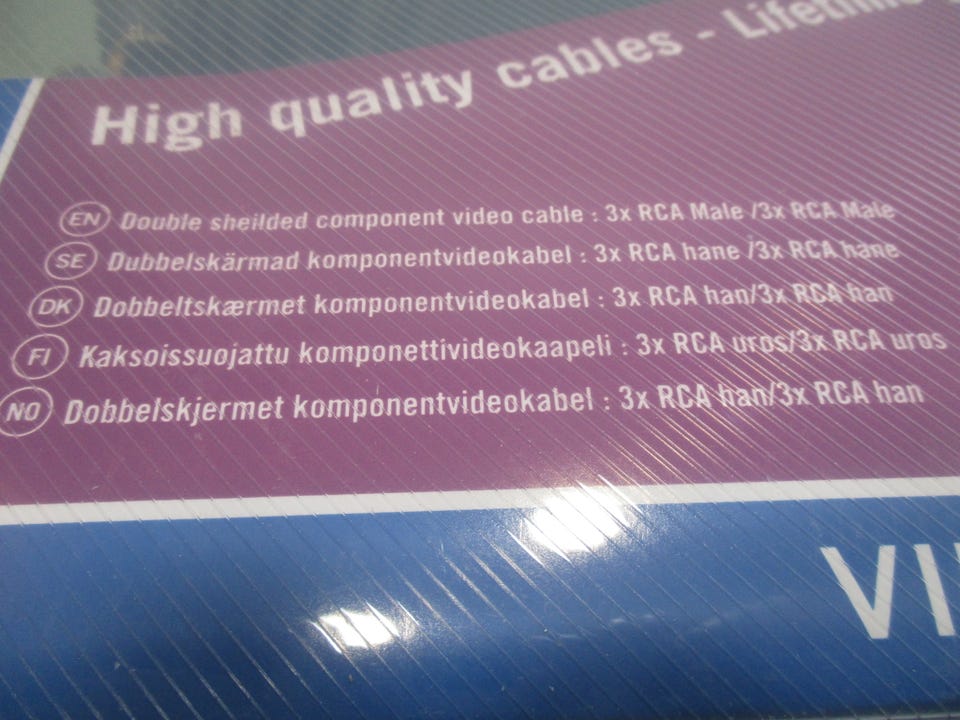 High quality cables - Lifetime
EN Double sheilded component video cable : 3x RCA Male /3x RCA Male
SE Dubbelskärmad komponentvideokabel : 3x RCA hane /3x RCA hane
DK Dobbeltskærmet komponentvideokabel : 3x RCA han/3x RCA han
FI Kaksoissuojattu komponettivideokaapeli : 3x RCA uros/3x RCA uros
NO Dobbelskjermet komponentvideokabel : 3x RCA han/3x RCA han